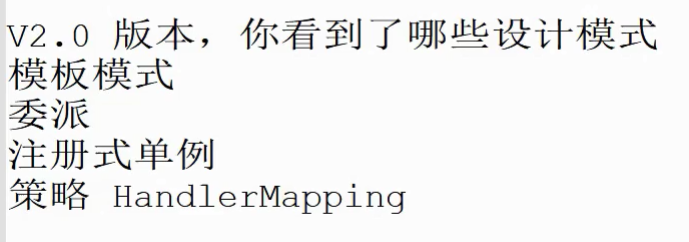 V2.0 版本，你看到了哪些设计模式
模板模式
委派
注册式单例
策略 HandlerMapping